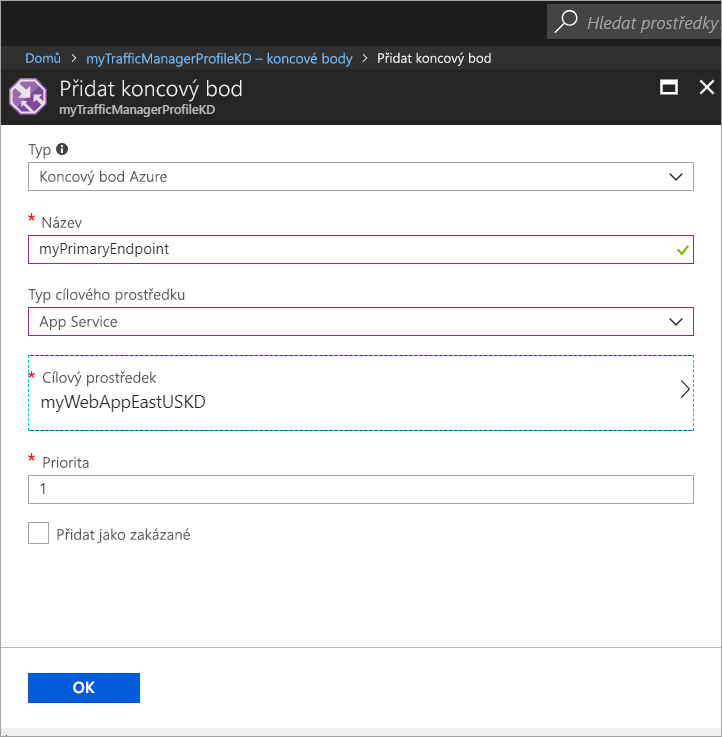 Hledat prostředky
Domů > myTrafficManagerProfileKD – koncové body > Přidat koncový bod
Přidat koncový bod
myTrafficManagerProfileKD
Typ
Koncový bod Azure
* Název
myPrimaryEndpoint
Typ cílového prostředku
App Service
* Cílový prostředek
myWebAppEastUSKD
* Priorita
1
Přidat jako zakázané
OK